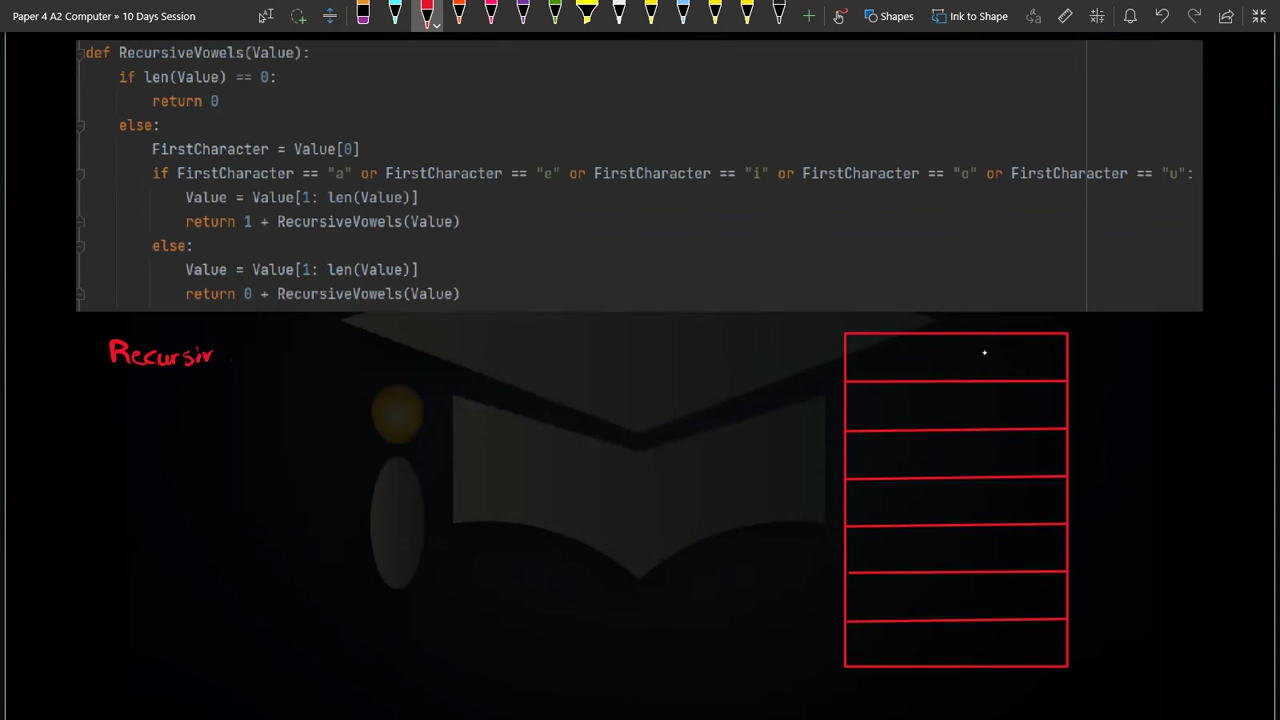 Paper 4 A2 Computer » 10 Days Session
Shapes
Ink to Shape
def RecursiveVowels(Value):
if len(Value) == 0:
return 0
else:
FirstCharacter = Value[0]
if FirstCharacter == "a" or FirstCharacter == "e" or FirstCharacter == "i" or FirstCharacter == "o" or FirstCharacter == "u":
Value = Value[1: len(Value)]
return 1 + RecursiveVowels(Value)
else:
Value = Value[1: len(Value)]
return 0 + RecursiveVowels(Value)
Recursiv